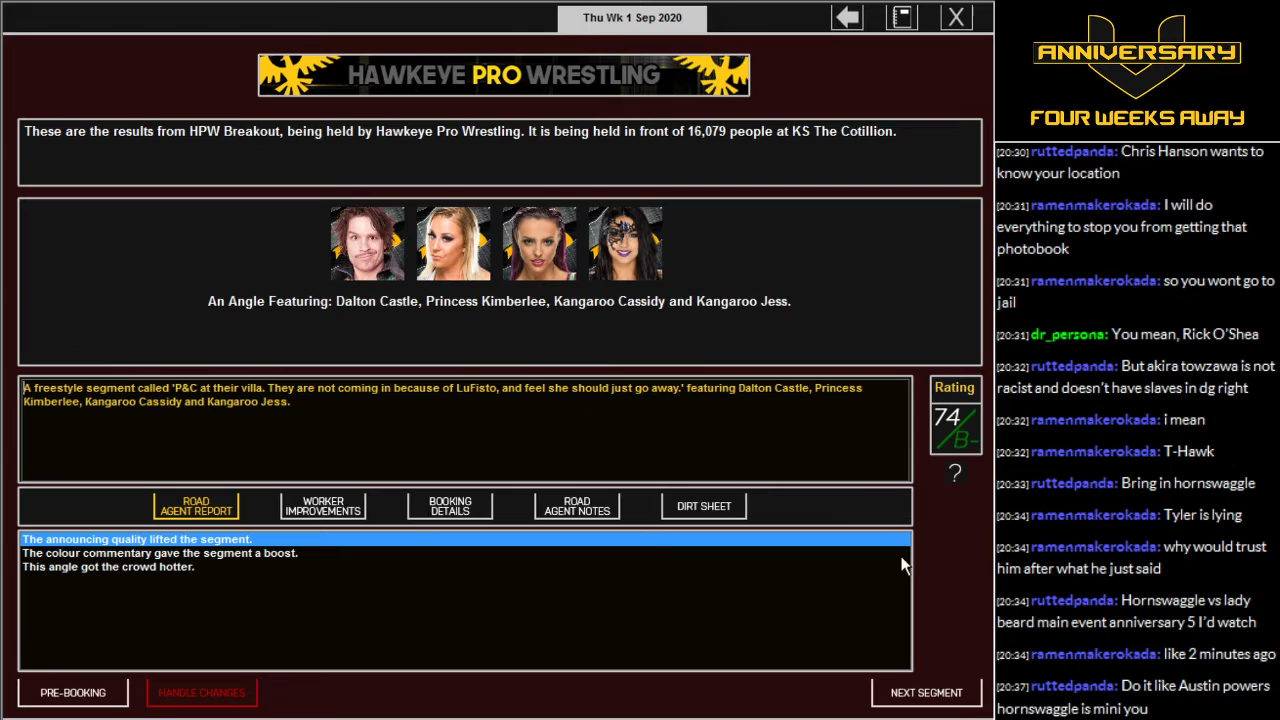 Thu Wk 1 Sep 2020
HAWKEYE PRO WRESTLING
These are the results from HPW Breakout, being held by Hawkeye Pro Wrestling. It is being held in front of 16,079 people at KS The Cotillion.
An Angle Featuring: Dalton Castle, Princess Kimberlee, Kangaroo Cassidy and Kangaroo Jess.
A freestyle segment called 'P&C at their villa. They are not coming in because of LuFisto, and feel she should just go away.' featuring Dalton Castle, Princess
Kimberlee, Kangaroo Cassidy and Kangaroo Jess.
Rating
74
B-
?
ROAD
AGENT REPORT
WORKER
IMPROVEMENTS
BOOKING
DETAILS
ROAD
AGENT NOTES
DIRT SHEET
The announcing quality lifted the segment.
The colour commentary gave the segment a boost.
This angle got the crowd hotter.
PRE-BOOKING
HANDLE CHANGES
NEXT SEGMENT
ANNIVERSARY
FOUR WEEKS AWAY
[20:30] ruttedpanda: Chris Hanson wants to
know your location
[20:31] ramenmakerokada: I will do
everything to stop you from getting that
photobook
[20:31] ramenmakerokada: so you wont go to
jail
[20:31] dr_persona: You mean, Rick O'Shea
[20:32] ruttedpanda: But akira towzawa is not
racist and doesn't have slaves in dg right
[20:32] ramenmakerokada: i mean
[20:32] ramenmakerokada: T-Hawk
[20:33] ruttedpanda: Bring in hornswaggle
[20:34] ramenmakerokada: Tyler is lying
[20:34] ramenmakerokada: why would trust
him after what he just said
[20:34] ruttedpanda: Hornswaggle vs lady
beard main event anniversary 5 I'd watch
[20:34] ramenmakerokada: like 2 minutes ago
[20:37] ruttedpanda: Do it like Austin powers
hornswaggle is mini you